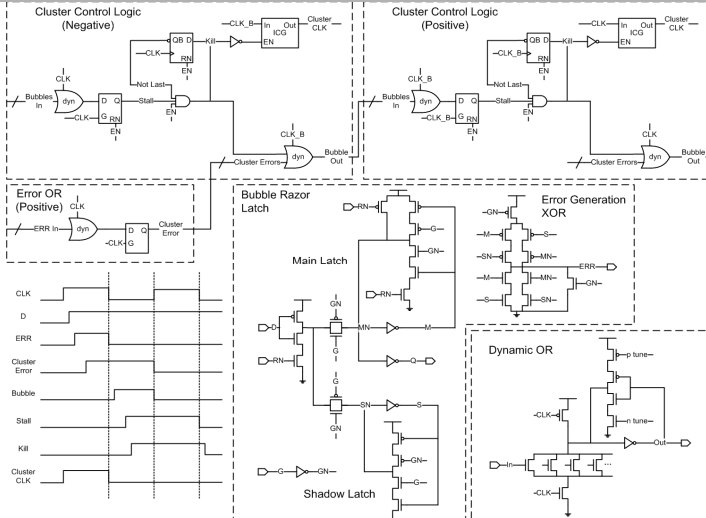 Cluster Control Logic
(Negative)
CLK_B
In Out
ICG
EN
Cluster
CLK
QB D
RN
EN
Kill
CLK
Not Last
CLK
Bubbles
In
dyn
D Q
G RN
CLK
EN
Stall
EN
CLK_B
dyn
Bubble
Out
Cluster Errors
Cluster Control Logic
(Positive)
CLK
In Out
ICG
EN
Cluster
CLK
QB D
RN
EN
Kill
CLK_B
Not Last
CLK_B
Bubbles
In
dyn
D Q
G RN
CLK_B
EN
Stall
EN
CLK
dyn
Bubble
Out
Cluster Errors
Error OR
(Positive)
CLK
ERR In
dyn
D Q
G
CLK
Cluster
Error
Bubble Razor
Latch
Main Latch
RN
G
GN
RN
D
RN
GN
G
MN
M
Q
G
GN
SN
S
GN
G
G
GN
Shadow Latch
Error Generation
XOR
GN
M
S
SN
MN
M
MN
S
SN
ERR
GN
Dynamic OR
p tune
n tune
CLK
Out
In
...
CLK
CLK
D
ERR
Cluster
Error
Bubble
Stall
Kill
Cluster
CLK